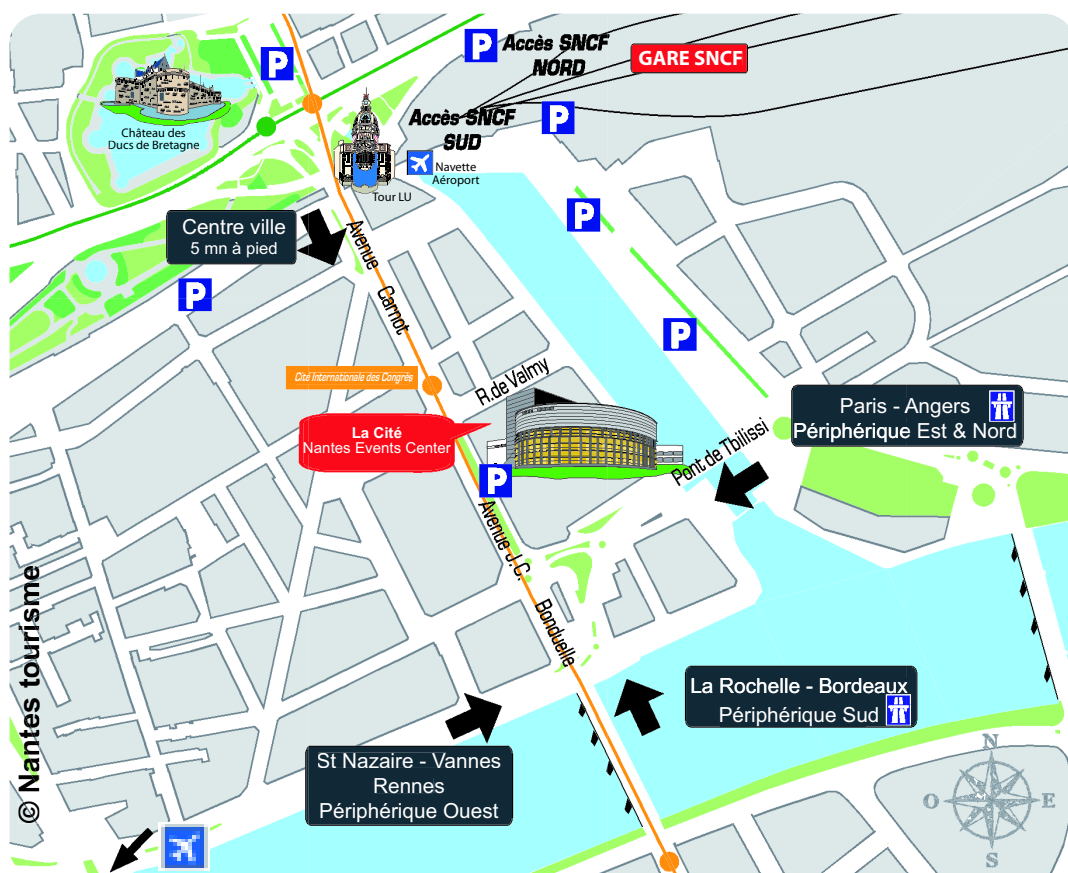 P
P
Accès SNCF
NORD
GARE SNCF
Château des
Ducs de Bretagne
Accès SNCF
SUD
P
Navette
Aéroport
Tour LU
P
Centre ville
5 mn à pied
Avenue Carnot
P
P
Cité Internationale des Congrès
R.de Valmy
La Cité
Nantes Events Center
Paris - Angers
Périphérique Est & Nord
Pont de Tbilissi
P
Avenue J.C. Bonduelle
© Nantes tourisme
La Rochelle - Bordeaux
Périphérique Sud
St Nazaire - Vannes
Rennes
Périphérique Ouest
N
O
E
S